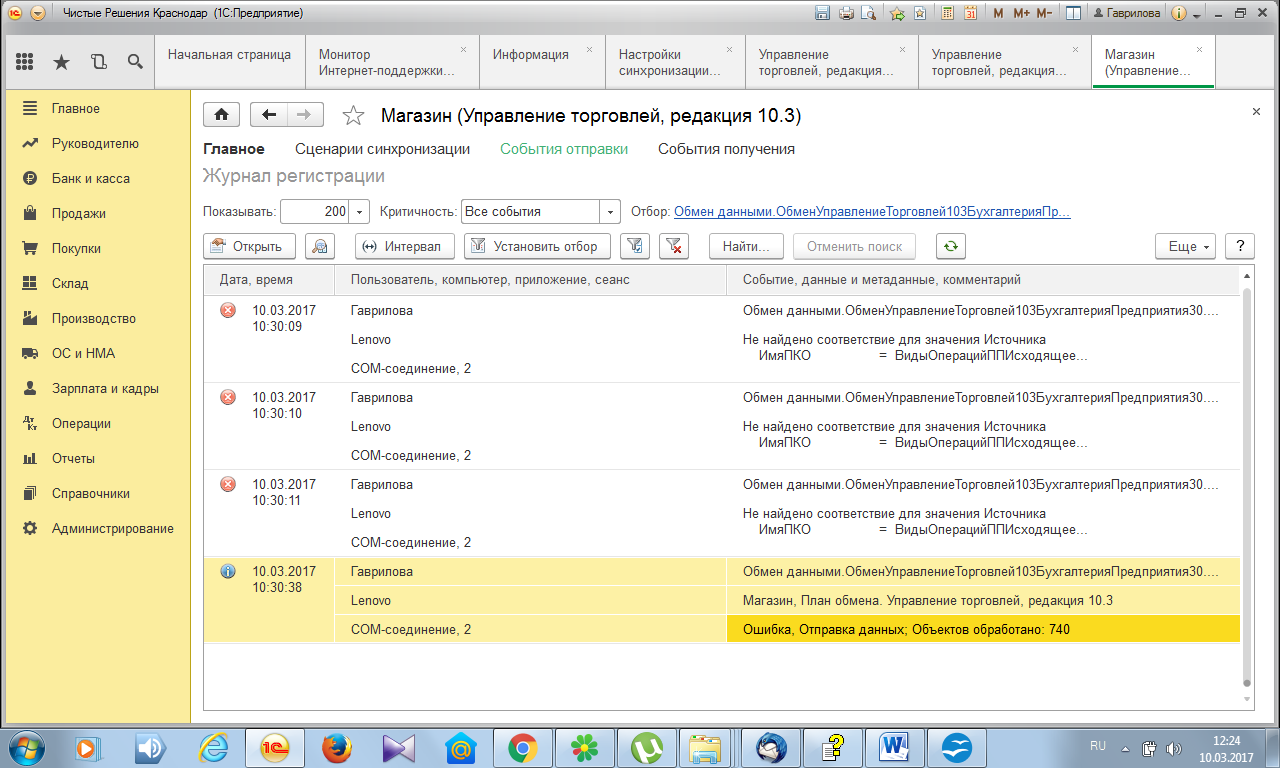 Чистые Решения Краснодар (1С:Предприятие)
M M+ M- Гаврилова
Начальная страница
Монитор
Интернет-поддержки...
Информация
Настройки
синхронизации...
Управление
торговлей, редакция...
Управление
торговлей, редакция...
Магазин
(Управление...
Главное
Руководителю
Банк и касса
Продажи
Покупки
Склад
Производство
ОС и НМА
Зарплата и кадры
Операции
Отчеты
Справочники
Администрирование
Магазин (Управление торговлей, редакция 10.3)
Главное Сценарии синхронизации События отправки События получения
Журнал регистрации
Показывать: 200 Критичность: Все события Отбор: Обмен данными.ОбменУправлениеТорговлей103БухгалтерияПр...
Открыть Интервал Установить отбор Найти... Отменить поиск Еще ?
Дата, время Пользователь, компьютер, приложение, сеанс Событие, данные и метаданные, комментарий
10.03.2017 Гаврилова Обмен данными.ОбменУправлениеТорговлей103БухгалтерияПредприятия30....
10:30:09
Lenovo Не найдено соответствие для значения Источника
ИмяПКО = ВидыОперацийППИсходящее...
COM-соединение, 2
10.03.2017 Гаврилова Обмен данными.ОбменУправлениеТорговлей103БухгалтерияПредприятия30....
10:30:10
Lenovo Не найдено соответствие для значения Источника
ИмяПКО = ВидыОперацийППИсходящее...
COM-соединение, 2
10.03.2017 Гаврилова Обмен данными.ОбменУправлениеТорговлей103БухгалтерияПредприятия30....
10:30:11
Lenovo Не найдено соответствие для значения Источника
ИмяПКО = ВидыОперацийППИсходящее...
COM-соединение, 2
10.03.2017 Гаврилова Обмен данными.ОбменУправлениеТорговлей103БухгалтерияПредприятия30....
10:30:38
Lenovo Магазин, План обмена. Управление торговлей, редакция 10.3
COM-соединение, 2 Ошибка, Отправка данных; Объектов обработано: 740
RU 12:24
10.03.2017